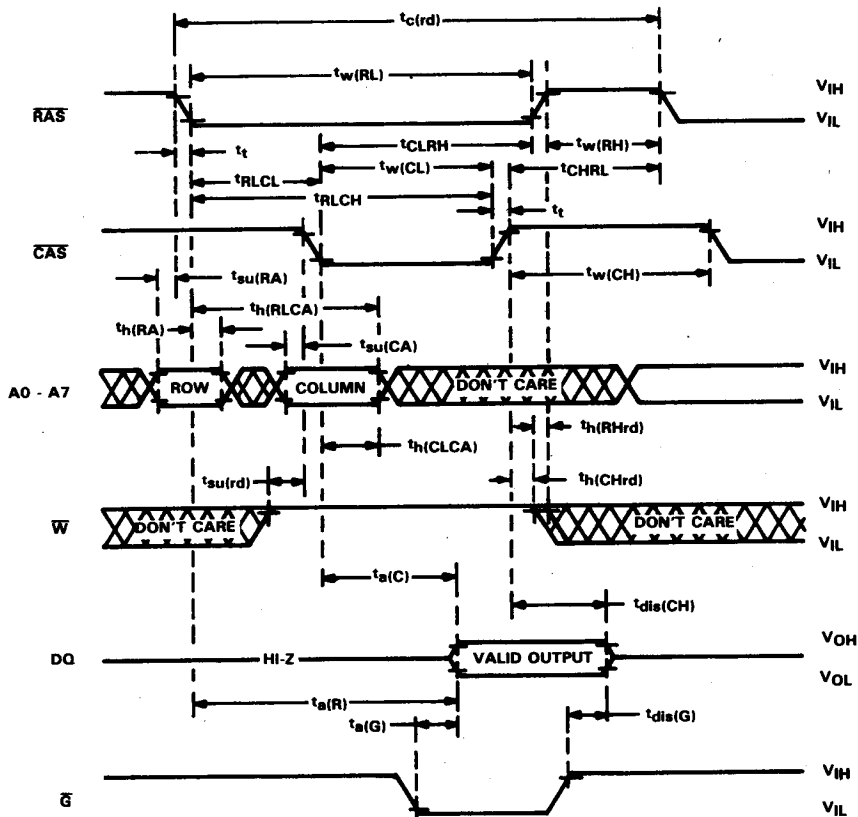 tc(rd)
tw(RL)
VIH
RAS
VIL
tCLRH
tw(RH)
tt
tw(CL)
tRLCL
tCHRL
tRLCH
tt
VIH
CAS
VIL
tsu(RA)
tw(CH)
th(RLCA)
th(RA)
tsu(CA)
VIH
A0 - A7
ROW
COLUMN
DON'T CARE
VIL
th(RHrd)
th(CLCA)
tsu(rd)
th(CHrd)
VIH
W
DON'T CARE
DON'T CARE
VIL
ta(C)
tdis(CH)
VOH
DQ
HI-Z
VALID OUTPUT
VOL
ta(R)
ta(G)
tdis(G)
VIH
G
VIL